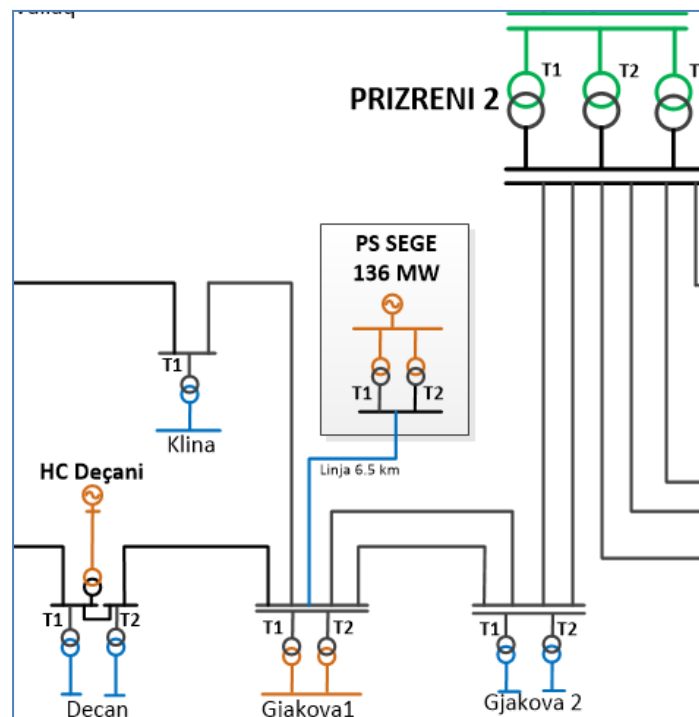 T1
T2
PRIZRENI 2
PS SEGE
136 MW
T1
T2
T1
Klina
Linja 6.5 km
HC Deçani
T1
T2
Decan
T1
T2
Gjakova1
T1
T2
Gjakova 2